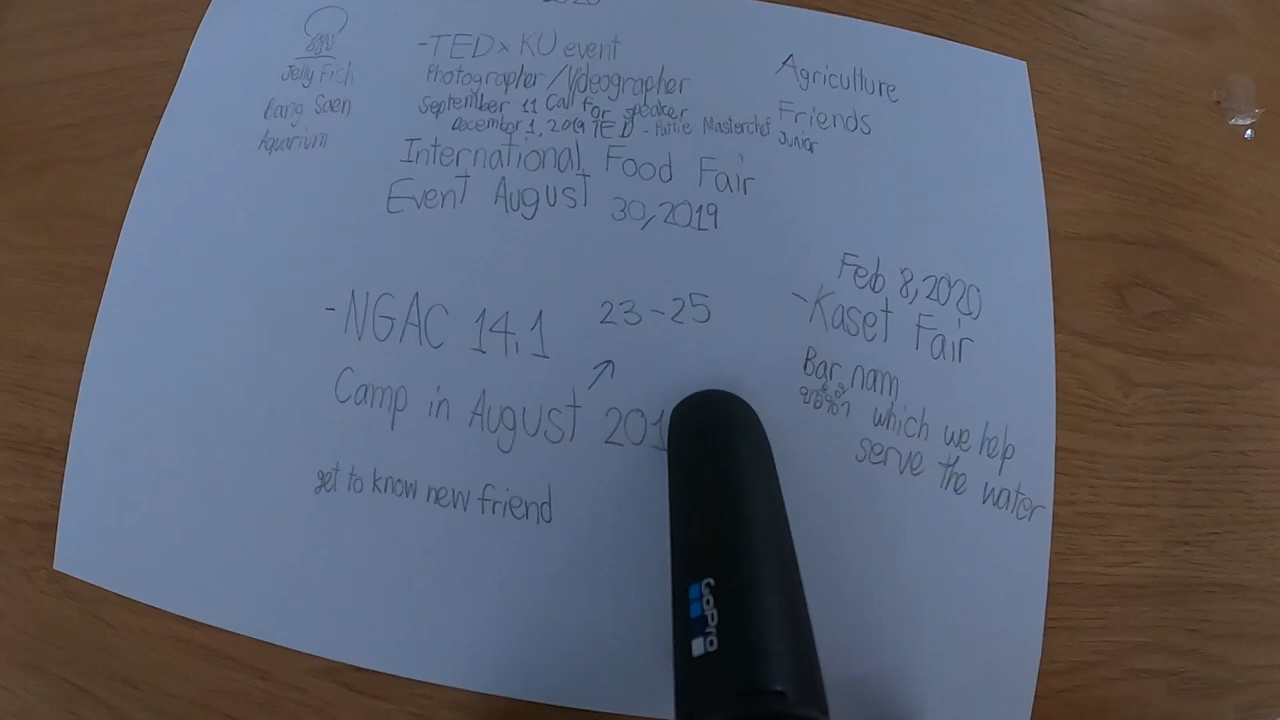 Jelly Fish
Bang Saen
Aquarium
-TEDx KU event
Photographer/Videographer
September 11 Call for speaker
December 1, 2019 TED - Pattie Masterchef
Junior
International Food Fair
Event August 30, 2019
Agriculture
Friends
-NGAC 14.1 23-25
Camp in August 201
get to know new friend
Feb 8, 2020
-Kaset Fair
Bar nam
which we help
serve the water
GoPro